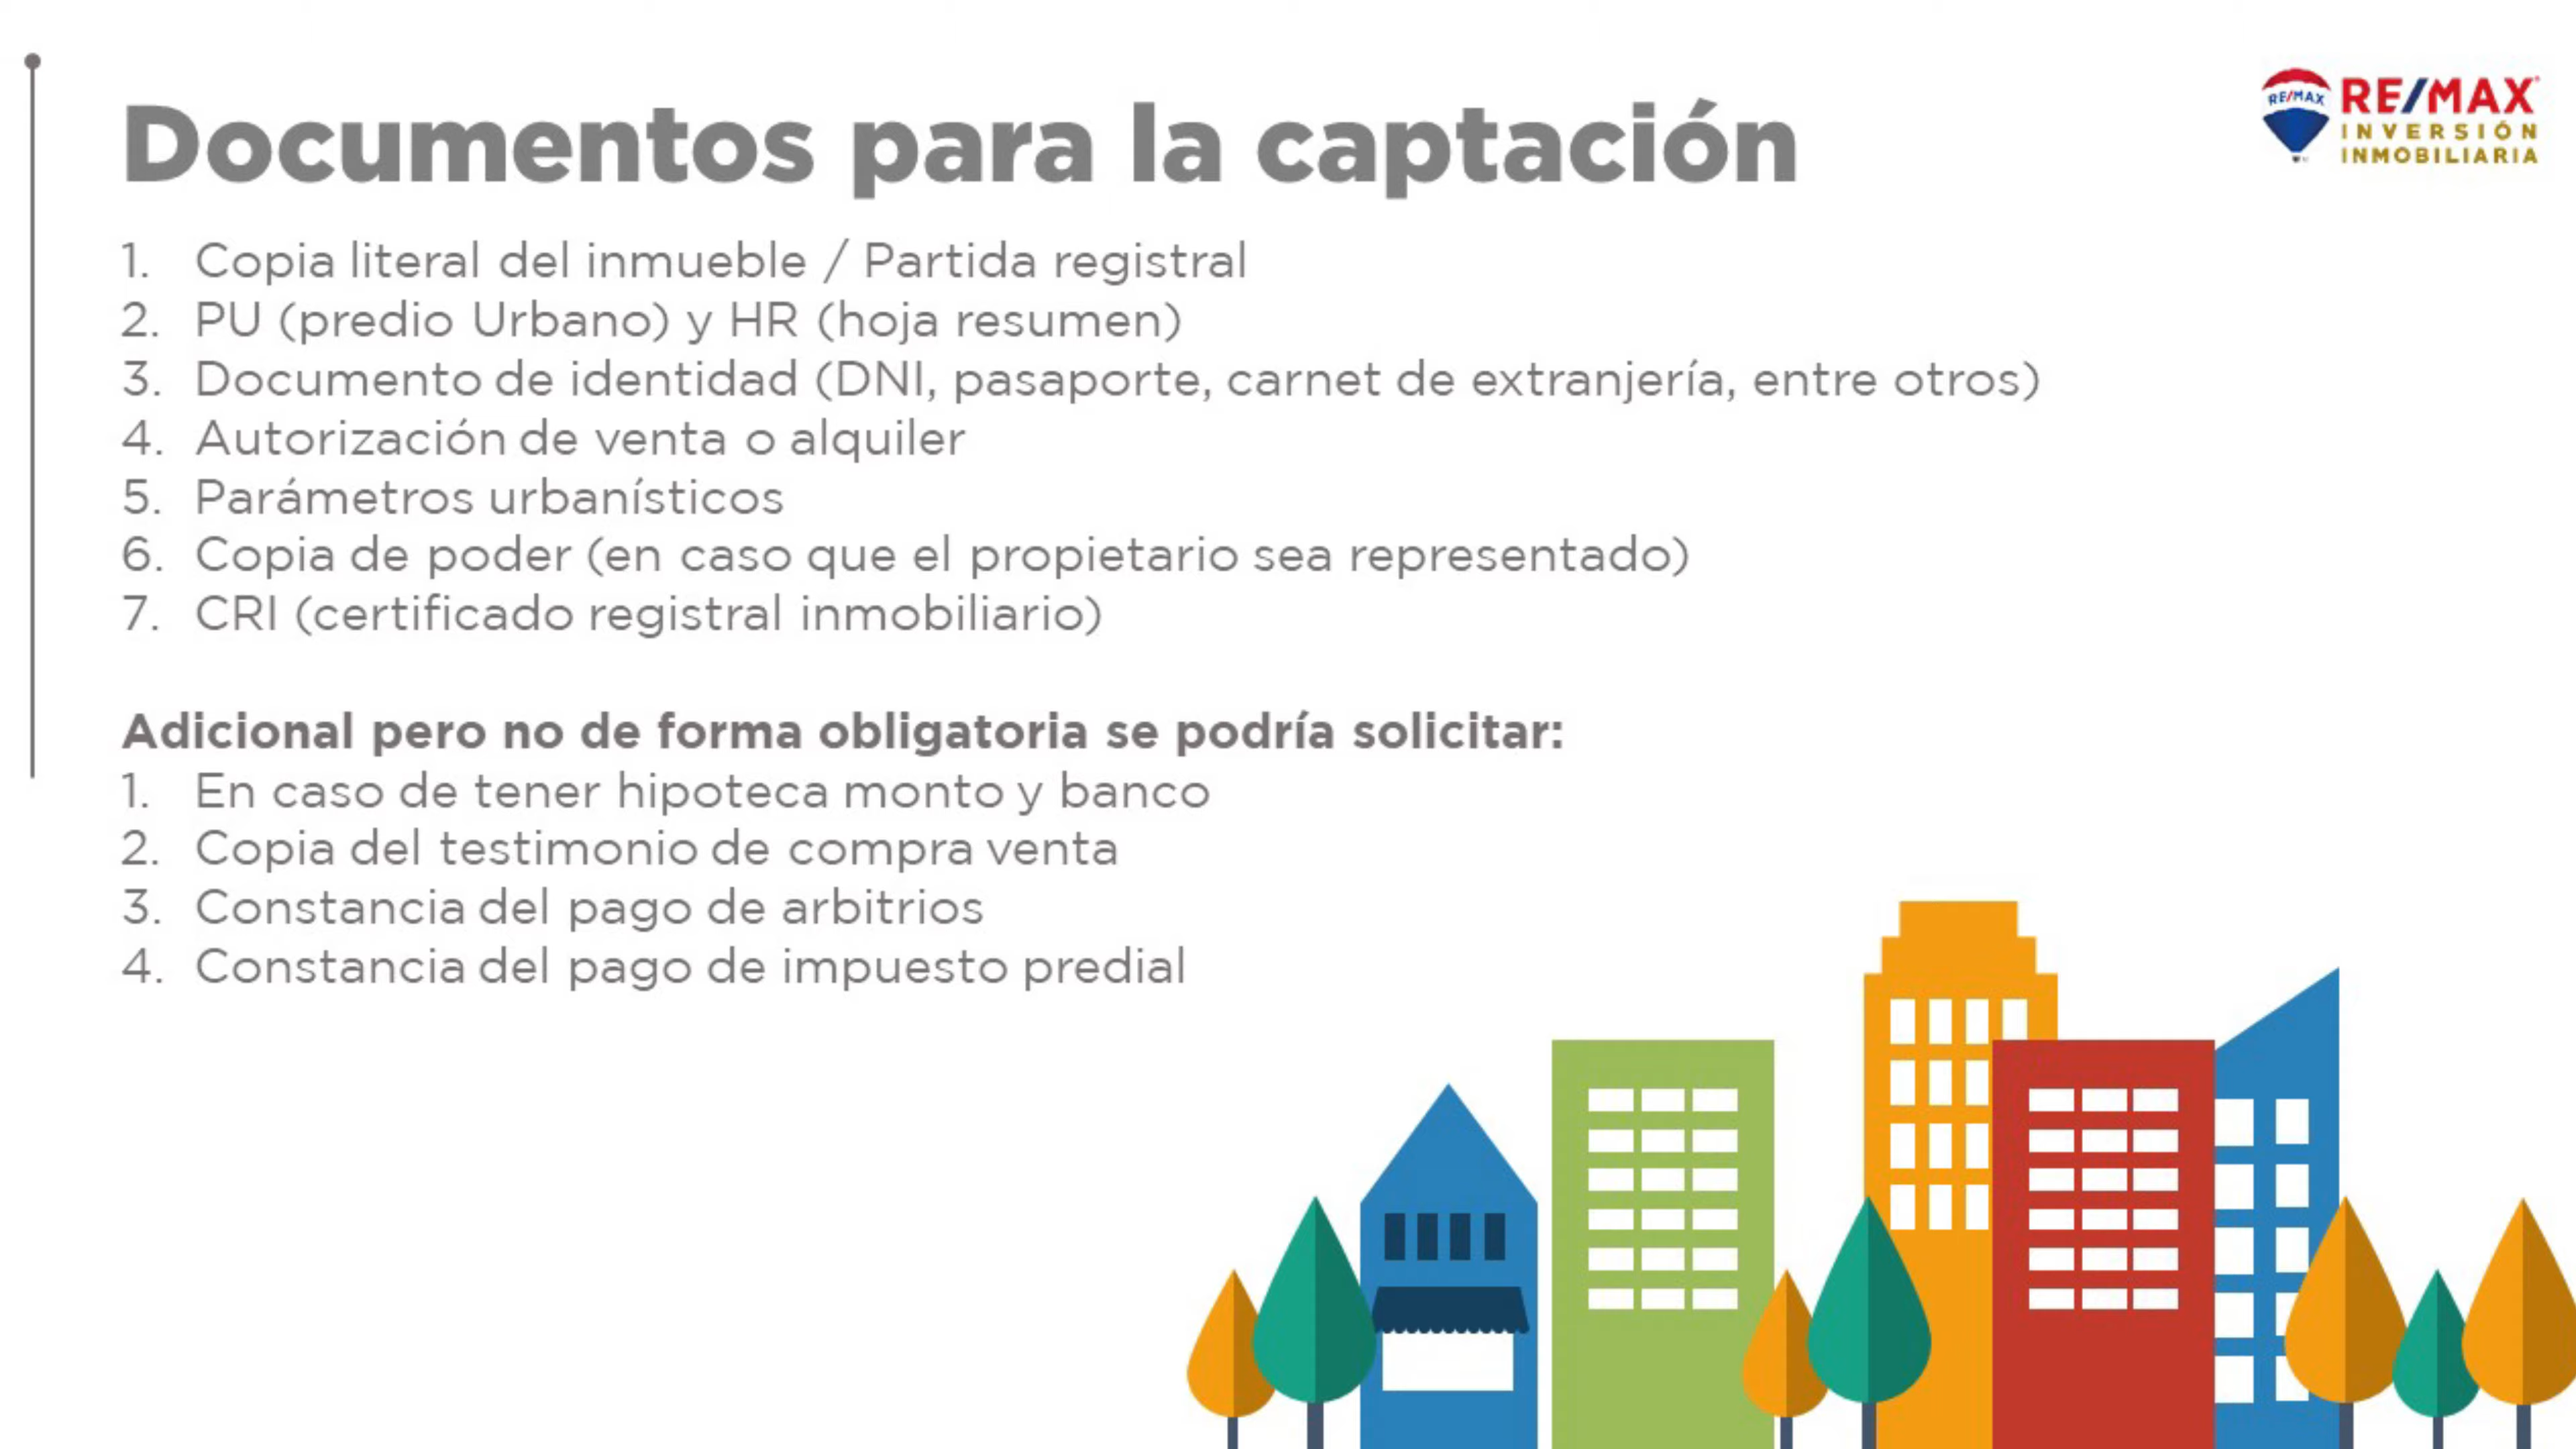 Documentos para la captación
RE/MAX
RE/MAX
INVERSIÓN
INMOBILIARIA
1. Copia literal del inmueble / Partida registral
2. PU (predio Urbano) y HR (hoja resumen)
3. Documento de identidad (DNI, pasaporte, carnet de extranjería, entre otros)
4. Autorización de venta o alquiler
5. Parámetros urbanísticos
6. Copia de poder (en caso que el propietario sea representado)
7. CRI (certificado registral inmobiliario)
Adicional pero no de forma obligatoria se podría solicitar:
1. En caso de tener hipoteca monto y banco
2. Copia del testimonio de compra venta
3. Constancia del pago de arbitrios
4. Constancia del pago de impuesto predial